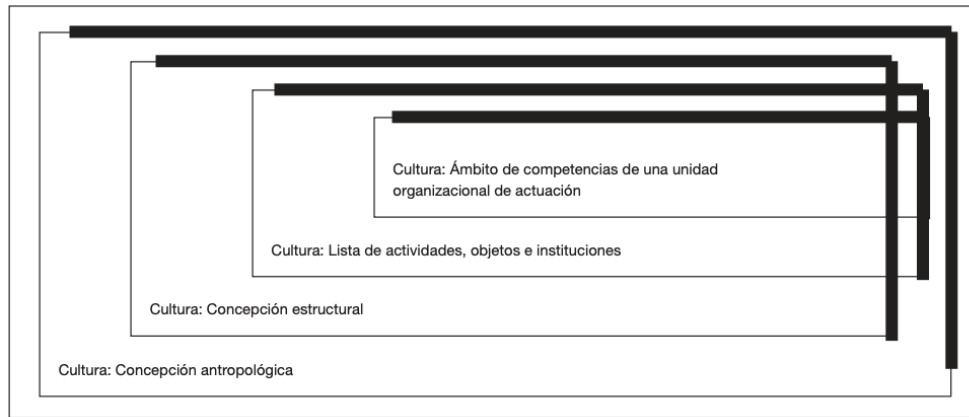 Cultura: Ámbito de competencias de una unidad
organizacional de actuación
Cultura: Lista de actividades, objetos e instituciones
Cultura: Concepción estructural
Cultura: Concepción antropológica